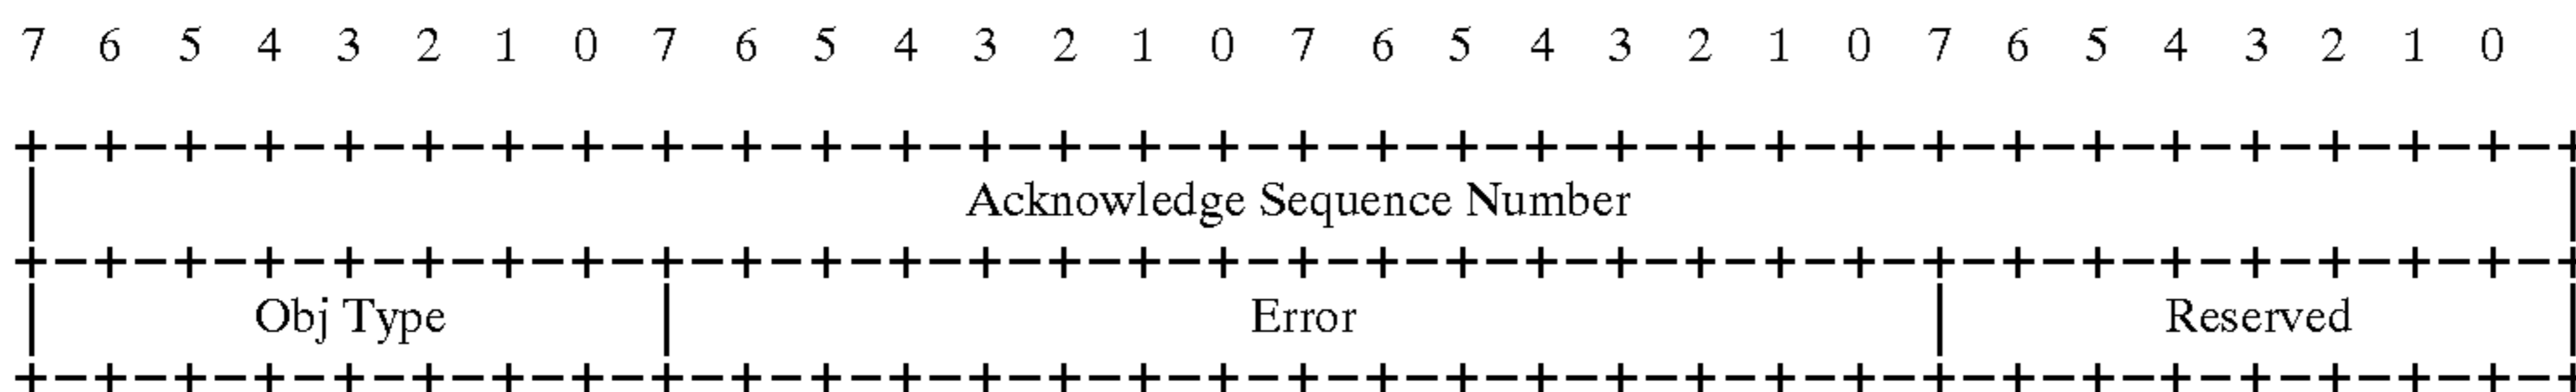 7 6 5 4 3 2 1 0 7 6 5 4 3 2 1 0 7 6 5 4 3 2 1 0 7 6 5 4 3 2 1 0
+-+-+-+-+-+-+-+-+-+-+-+-+-+-+-+-+-+-+-+-+-+-+-+-+-+-+-+-+-+-+-+-+
| Acknowledge Sequence Number |
+-+-+-+-+-+-+-+-+-+-+-+-+-+-+-+-+-+-+-+-+-+-+-+-+-+-+-+-+-+-+-+-+
| Obj Type | Error | Reserved |
+-+-+-+-+-+-+-+-+-+-+-+-+-+-+-+-+-+-+-+-+-+-+-+-+-+-+-+-+-+-+-+-+